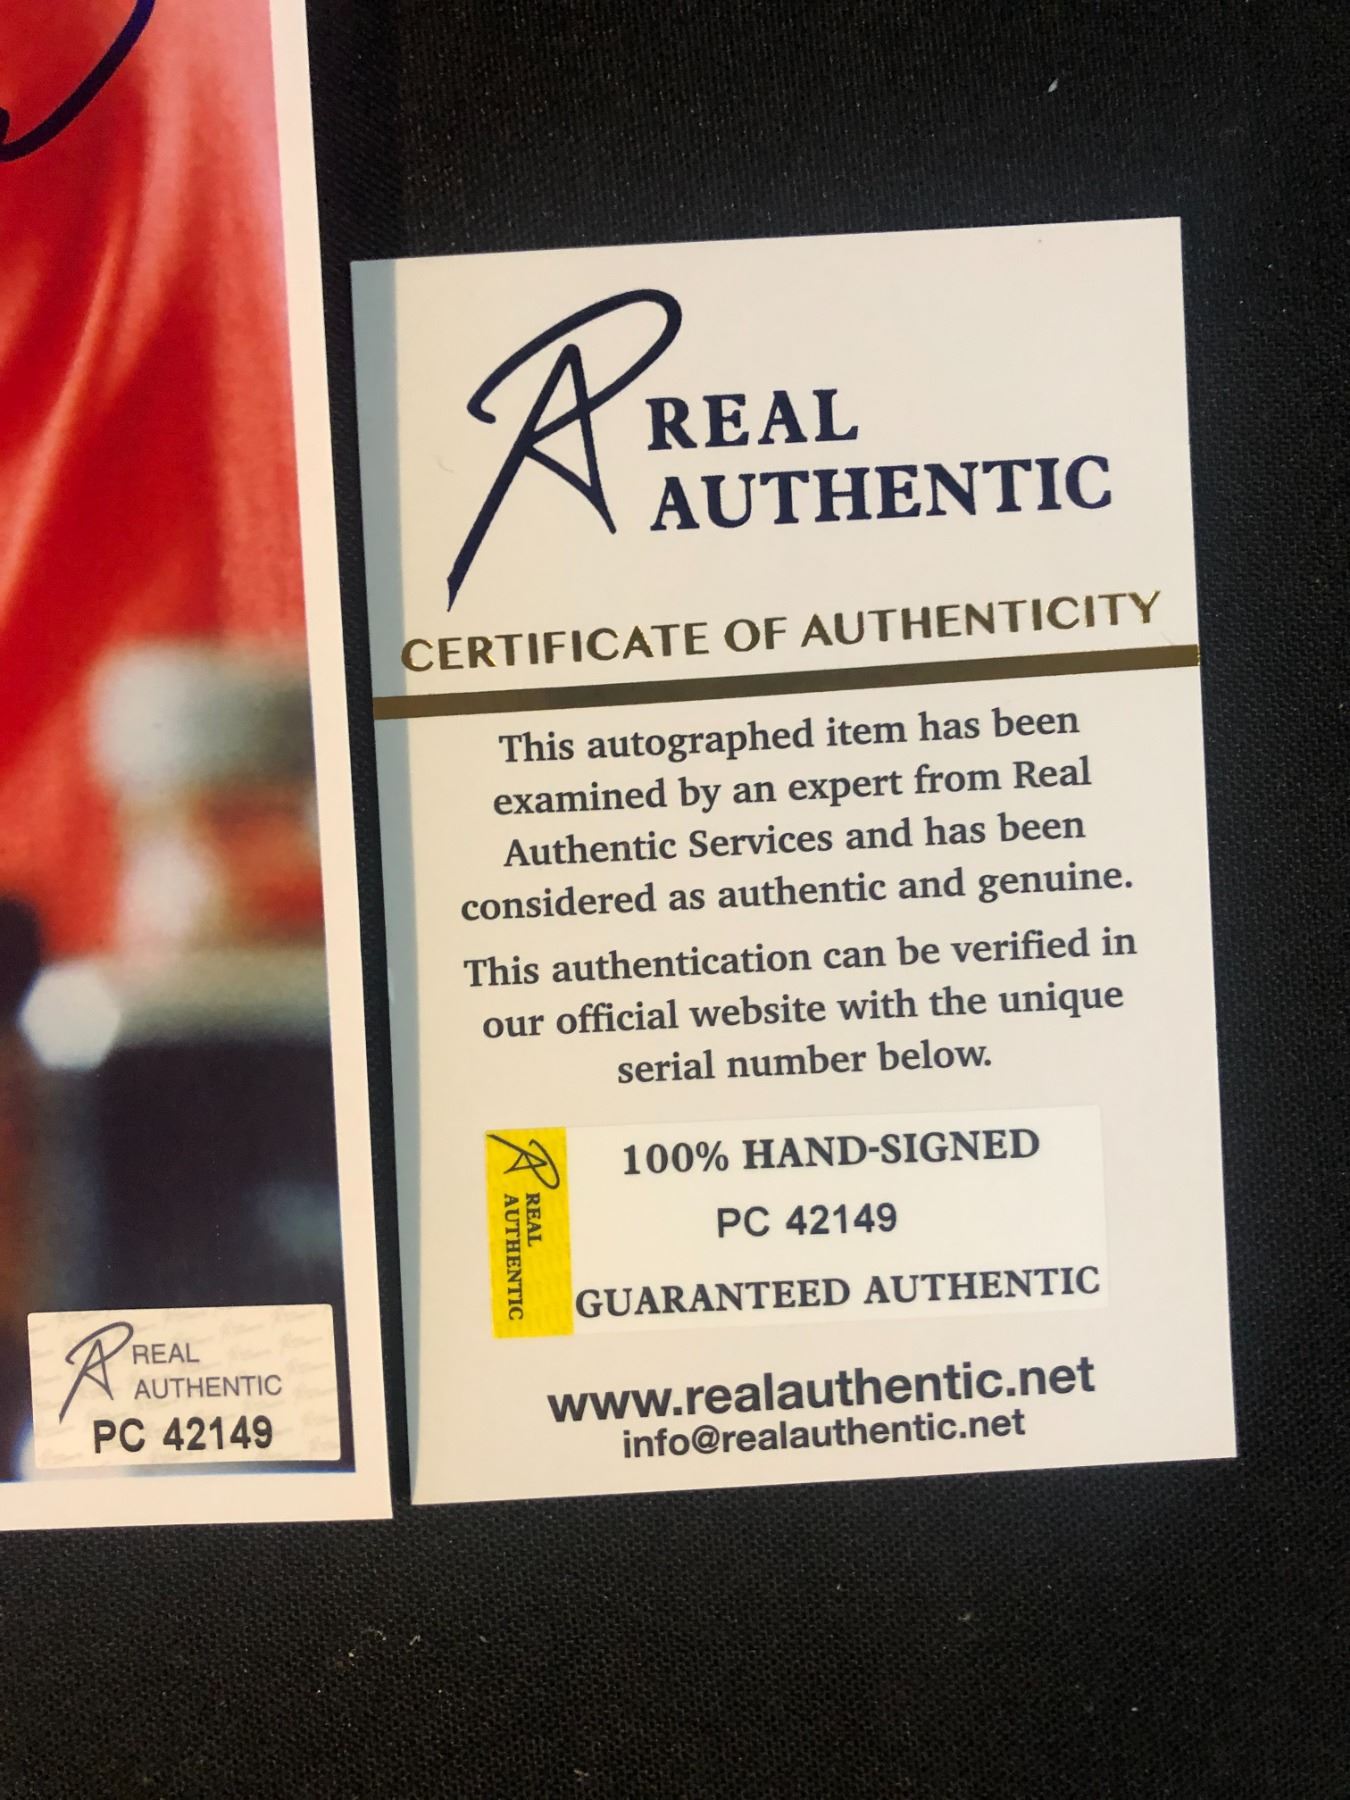 REAL
AUTHENTIC
CERTIFICATE OF AUTHENTICITY
This autographed item has been
examined by an expert from Real
Authentic Services and has been
considered as authentic and genuine.
This authentication can be verified in
our official website with the unique
serial number below.
REAL
AUTHENTIC
100% HAND-SIGNED
PC 42149
GUARANTEED AUTHENTIC
www.realauthentic.net
info@realauthentic.net
REAL
AUTHENTIC
PC 42149